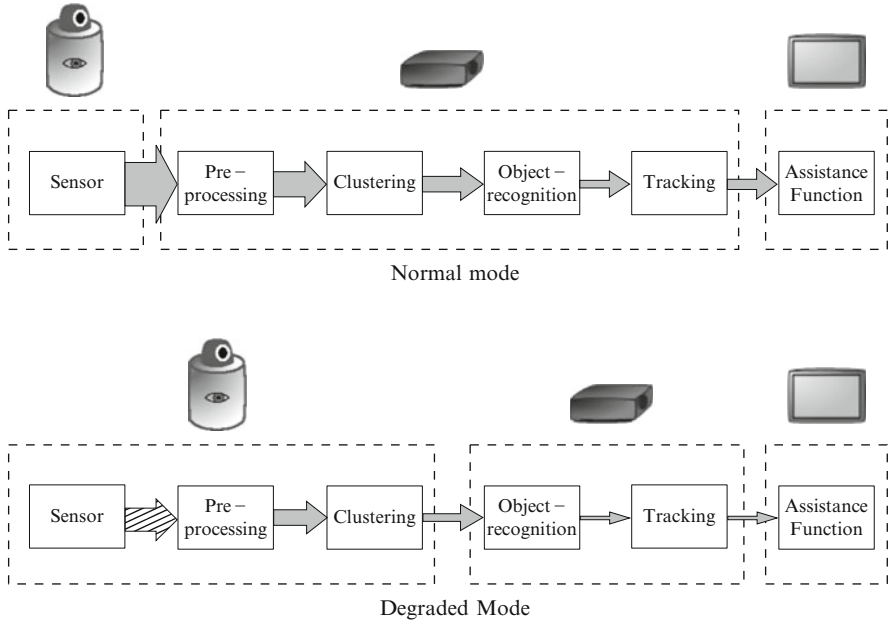 Sensor
Pre −
processing
Clustering
Object −
recognition
Tracking
Assistance
Function
Normal mode
Sensor
Pre −
processing
Clustering
Object −
recognition
Tracking
Assistance
Function
Degraded Mode